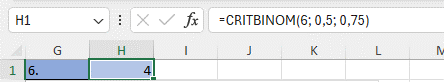 H1 fx =CRITBINOM(6; 0,5; 0,75)
G H I J K L
1 6. 4